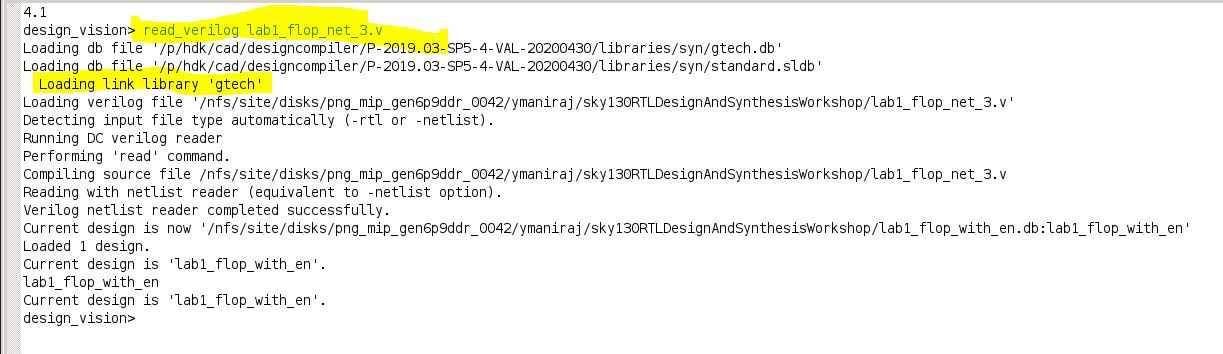 4.1
design_vision> read_verilog lab1_flop_net_3.v
Loading db file '/p/hdk/cad/designcompiler/P-2019.03-SP5-4-VAL-20200430/libraries/syn/gtech.db'
Loading db file '/p/hdk/cad/designcompiler/P-2019.03-SP5-4-VAL-20200430/libraries/syn/standard.sldb'
  Loading link library 'gtech'
Loading verilog file '/nfs/site/disks/png_mip_gen6p9ddr_0042/ymaniraj/sky130RTLDesignAndSynthesisWorkshop/lab1_flop_net_3.v'
Detecting input file type automatically (-rtl or -netlist).
Running DC verilog reader
Performing 'read' command.
Compiling source file /nfs/site/disks/png_mip_gen6p9ddr_0042/ymaniraj/sky130RTLDesignAndSynthesisWorkshop/lab1_flop_net_3.v
Reading with netlist reader (equivalent to -netlist option).
Verilog netlist reader completed successfully.
Current design is now '/nfs/site/disks/png_mip_gen6p9ddr_0042/ymaniraj/sky130RTLDesignAndSynthesisWorkshop/lab1_flop_with_en.db:lab1_flop_with_en'
Loaded 1 design.
Current design is 'lab1_flop_with_en'.
lab1_flop_with_en
Current design is 'lab1_flop_with_en'.
design_vision>